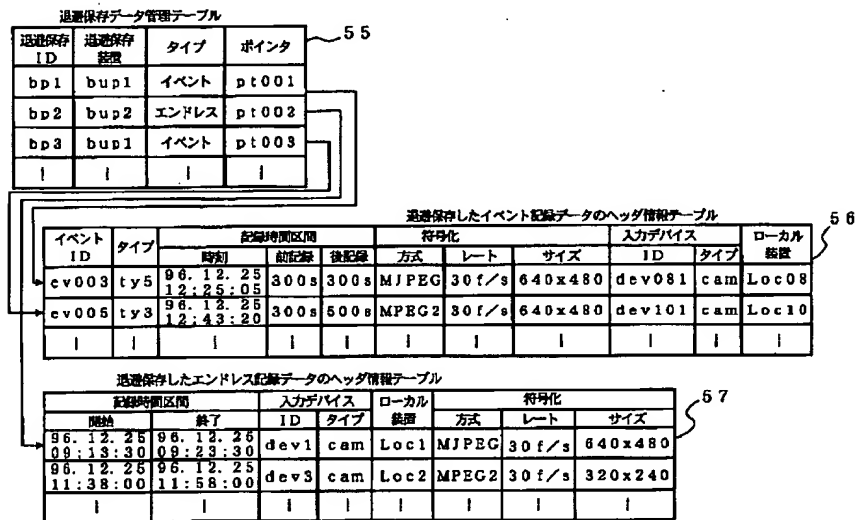 退避保存データ管理テーブル
55
退避保存ID 退避保存装置 タイプ ポインタ
bp1 bup1 イベント pt001
bp2 bup2 エンドレス pt002
bp3 bup1 イベント pt003
退避保存したイベント記録データのヘッダ情報テーブル
56
イベントID タイプ 記録時間区間 符号化 入力デバイス ローカル装置
時刻 前記録 後記録 方式 レート サイズ ID タイプ
ev003 ty5 96.12.25 12:25:05 300s 300s MJPEG 30f/s 640x480 dev081 cam Loc08
ev005 ty3 96.12.25 12:43:20 300s 500s MPEG2 30f/s 640x480 dev101 cam Loc10
退避保存したエンドレス記録データのヘッダ情報テーブル
57
記録時間区間 入力デバイス ローカル装置 符号化
開始 終了 ID タイプ 方式 レート サイズ
96.12.25 09:13:30 96.12.25 09:23:30 dev1 cam Loc1 MJPEG 30f/s 640x480
96.12.25 11:38:00 96.12.25 11:58:00 dev3 cam Loc2 MPEG2 30f/s 320x240